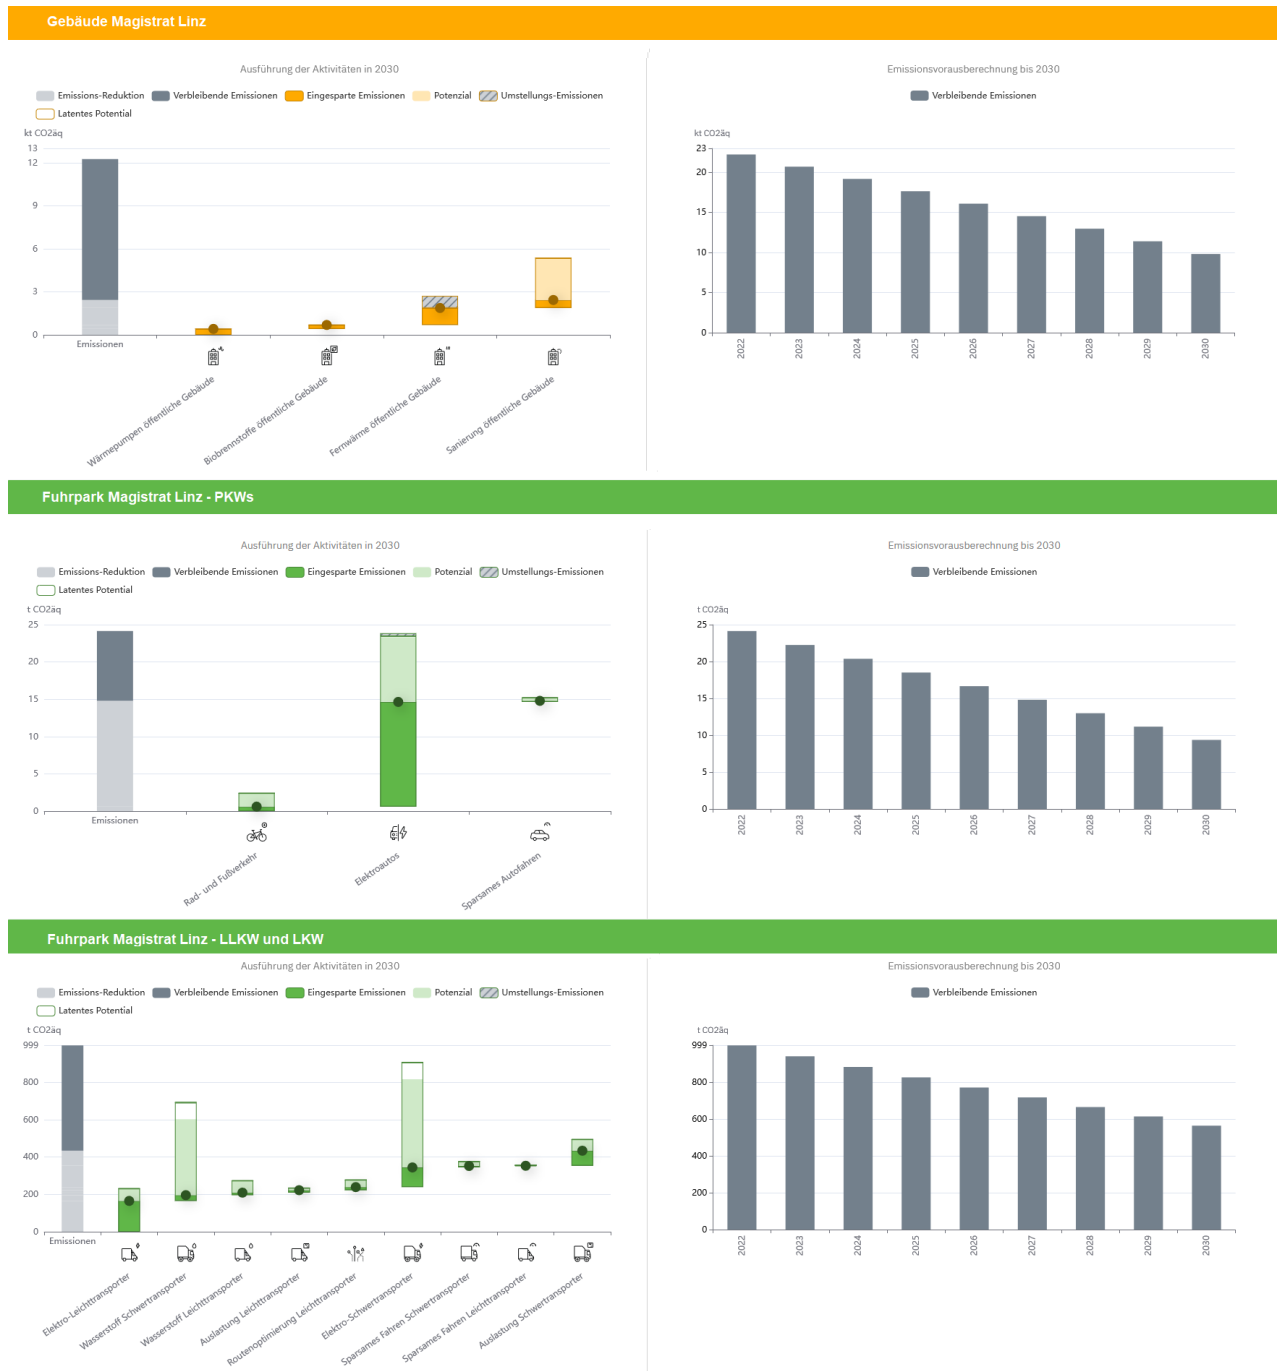 Gebäude Magistrat Linz
Ausführung der Aktivitäten in 2030
Emissions-Reduktion Verbleibende Emissionen Eingesparte Emissionen Potenzial Umstellungs-Emissionen
Latentes Potential
kt CO2äq
13
12
9
6
3
0
Emissionen
Wärmepumpen öffentliche Gebäude
Biobrennstoffe öffentliche Gebäude
Fernwärme öffentliche Gebäude
Sanierung öffentliche Gebäude
Emissionsvorausberechnung bis 2030
Verbleibende Emissionen
kt CO2äq
23
20
15
10
5
0
2022 2023 2024 2025 2026 2027 2028 2029 2030
Fuhrpark Magistrat Linz - PKWs
Ausführung der Aktivitäten in 2030
Emissions-Reduktion Verbleibende Emissionen Eingesparte Emissionen Potenzial Umstellungs-Emissionen
Latentes Potential
t CO2äq
25
20
15
10
5
0
Emissionen
Rad- und Fußverkehr
Elektroautos
Sparsames Autofahren
Emissionsvorausberechnung bis 2030
Verbleibende Emissionen
t CO2äq
25
20
15
10
5
0
2022 2023 2024 2025 2026 2027 2028 2029 2030
Fuhrpark Magistrat Linz - LLKW und LKW
Ausführung der Aktivitäten in 2030
Emissions-Reduktion Verbleibende Emissionen Eingesparte Emissionen Potenzial Umstellungs-Emissionen
Latentes Potential
t CO2äq
999
800
600
400
200
0
Emissionen
Elektro-Leichttransporter
Wasserstoff Schwertransporter
Wasserstoff Leichttransporter
Auslastung Leichttransporter
Routenoptimierung Leichttransporter
Elektro-Schwertransporter
Sparsames Fahren Schwertransporter
Sparsames Fahren Leichttransporter
Auslastung Schwertransporter
Emissionsvorausberechnung bis 2030
Verbleibende Emissionen
t CO2äq
999
800
600
400
200
0
2022 2023 2024 2025 2026 2027 2028 2029 2030